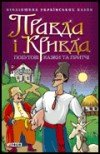 БІБЛІОТЕКА УКРАЇНСЬКИХ КАЗОК
Правда і
Кривда
ПОБУТОВІ
КАЗКИ ТА ПРИТЧІ